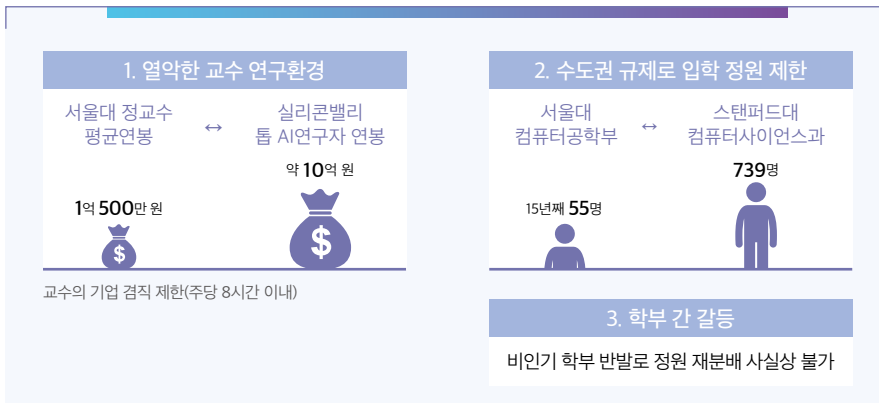 1. 열악한 교수 연구환경
서울대 정교수
평균연봉
↔
실리콘밸리
톱 AI연구자 연봉
1억 500만 원
약 10억 원
$
$
교수의 기업 겸직 제한(주당 8시간 이내)
2. 수도권 규제로 입학 정원 제한
서울대
컴퓨터공학부
↔
스탠퍼드대
컴퓨터사이언스과
15년째 55명
739명
3. 학부 간 갈등
비인기 학부 반발로 정원 재분배 사실상 불가